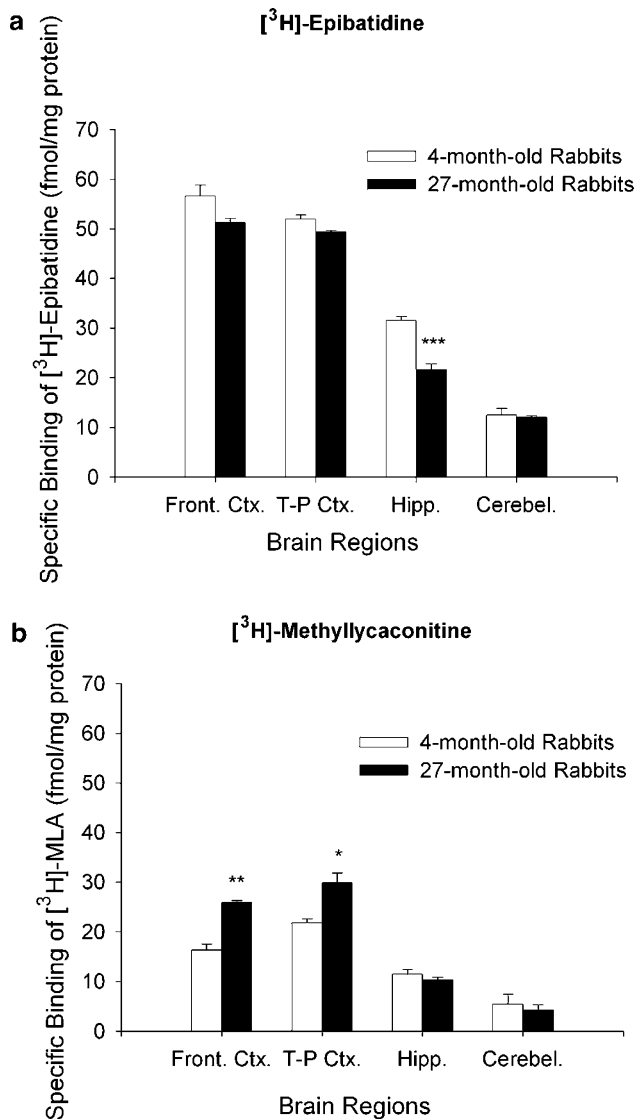 a
[³H]-Epibatidine
Specific Binding of [³H]-Epibatidine (fmol/mg protein)
70
60
50
40
30
20
10
0
4-month-old Rabbits
27-month-old Rabbits
***
Front. Ctx. T-P Ctx. Hipp. Cerebel.
Brain Regions
b
[³H]-Methyllycaconitine
Specific Binding of [³H]-MLA (fmol/mg protein)
70
60
50
40
30
20
10
0
4-month-old Rabbits
27-month-old Rabbits
**
*
Front. Ctx. T-P Ctx. Hipp. Cerebel.
Brain Regions